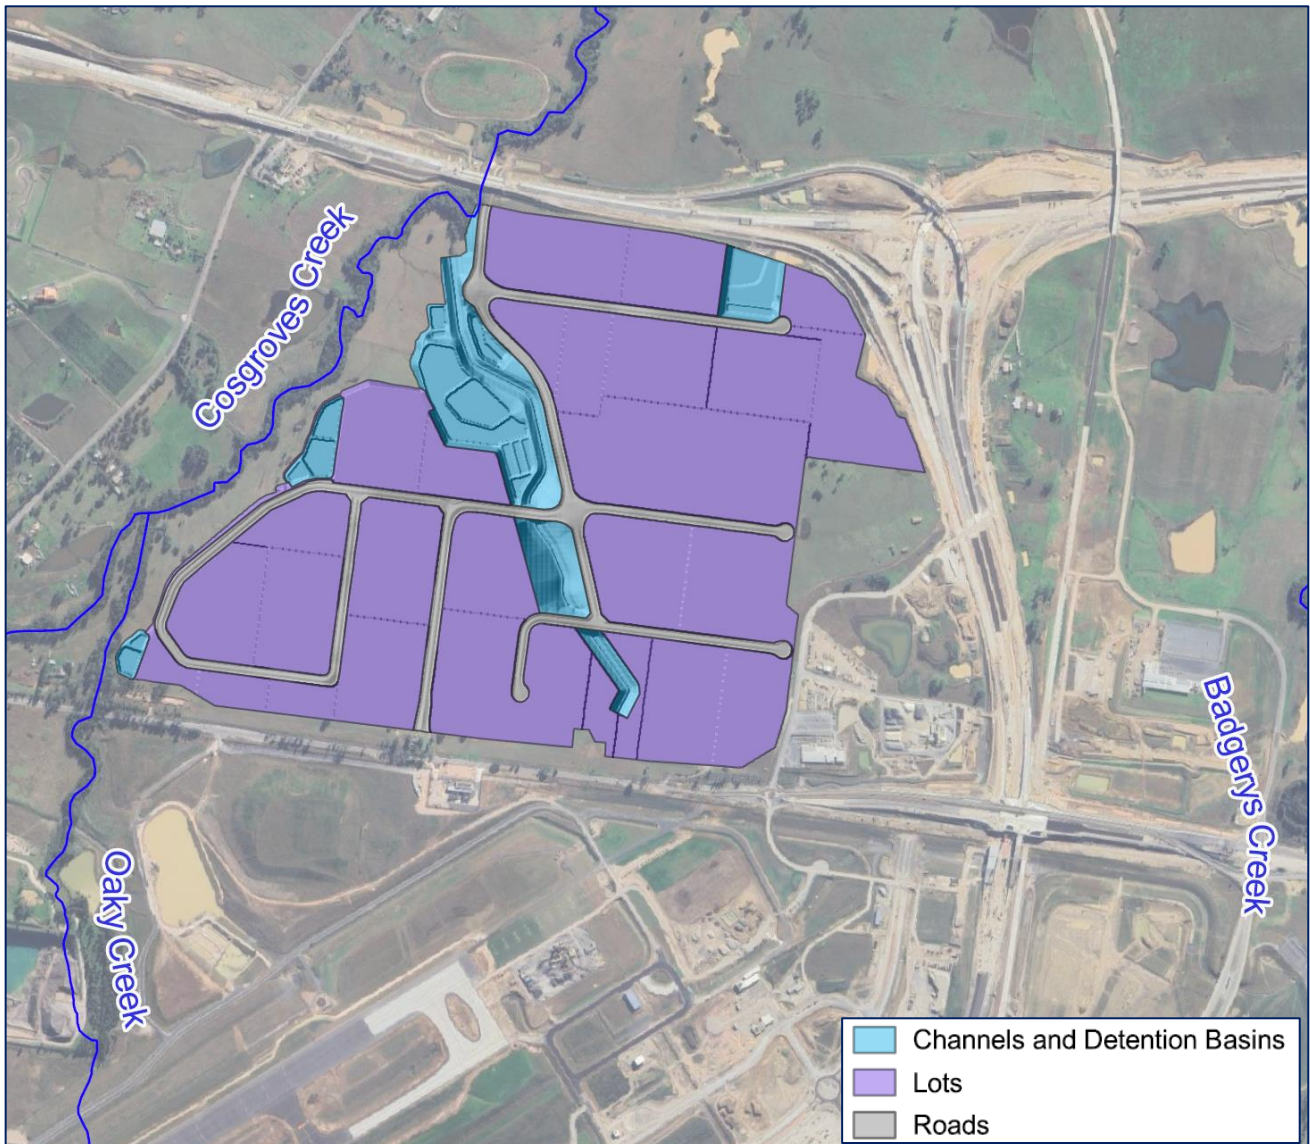 Cosgroves Creek
Badgerys Creek
Oaky Creek
Channels and Detention Basins
Lots
Roads